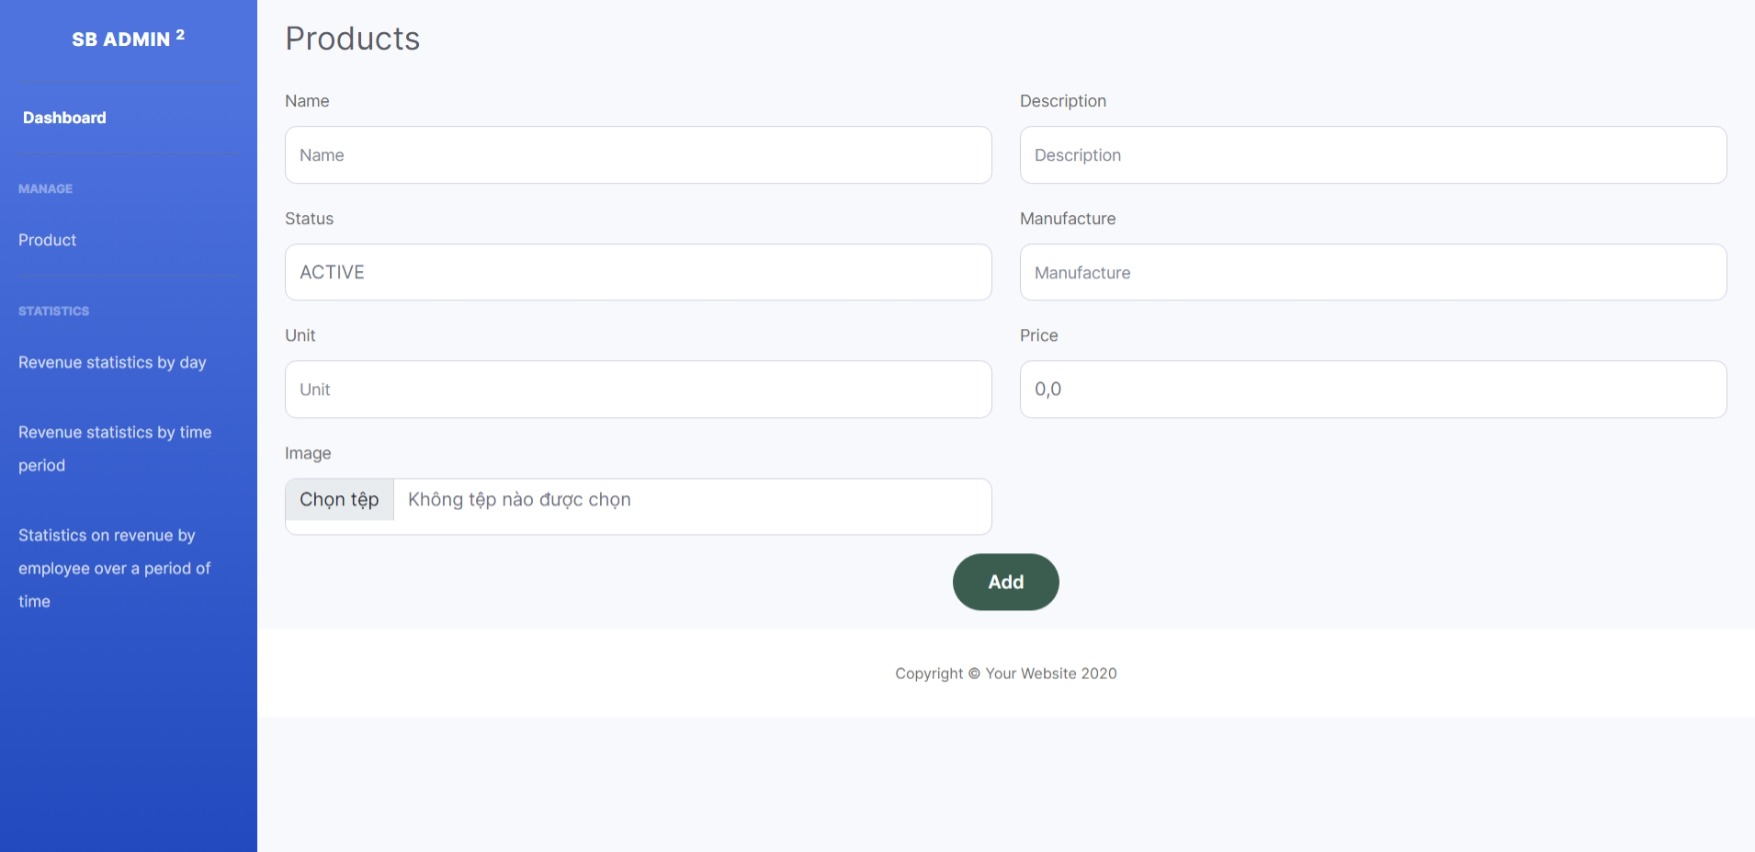 SB ADMIN 2
Dashboard
MANAGE
Product
STATISTICS
Revenue statistics by day
Revenue statistics by time
period
Statistics on revenue by
employee over a period of
time
Products
Name
Description
Name
Description
Status
Manufacture
ACTIVE
Manufacture
Unit
Price
Unit
0,0
Image
Chọn tệp Không tệp nào được chọn
Add
Copyright © Your Website 2020